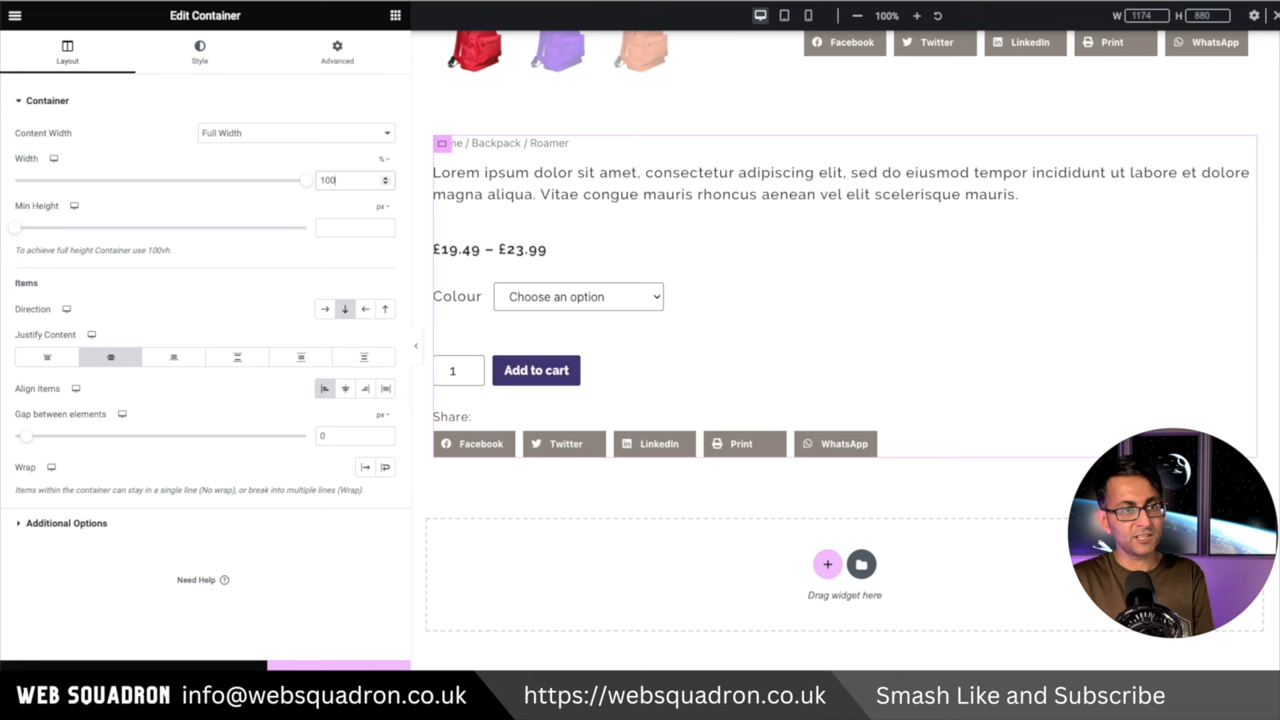 Edit Container
100%
W 1174 H 880
Layout
Style
Advanced
Facebook
Twitter
LinkedIn
Print
WhatsApp
Container
Content Width
Full Width
Width
%
100
Min Height
px
To achieve full height Container use 100vh.
Items
Direction
Justify Content
Align Items
Gap between elements
px
0
Wrap
Items within the container can stay in a single line (No wrap), or break into multiple lines (Wrap).
Additional Options
Need Help ?
me / Backpack / Roamer
Lorem ipsum dolor sit amet, consectetur adipiscing elit, sed do eiusmod tempor incididunt ut labore et dolore
magna aliqua. Vitae congue mauris rhoncus aenean vel elit scelerisque mauris.
£19.49 – £23.99
Colour
Choose an option
1
Add to cart
Share:
Facebook
Twitter
LinkedIn
Print
WhatsApp
Drag widget here
WEB SQUADRON info@websquadron.co.uk
https://websquadron.co.uk
Smash Like and Subscribe